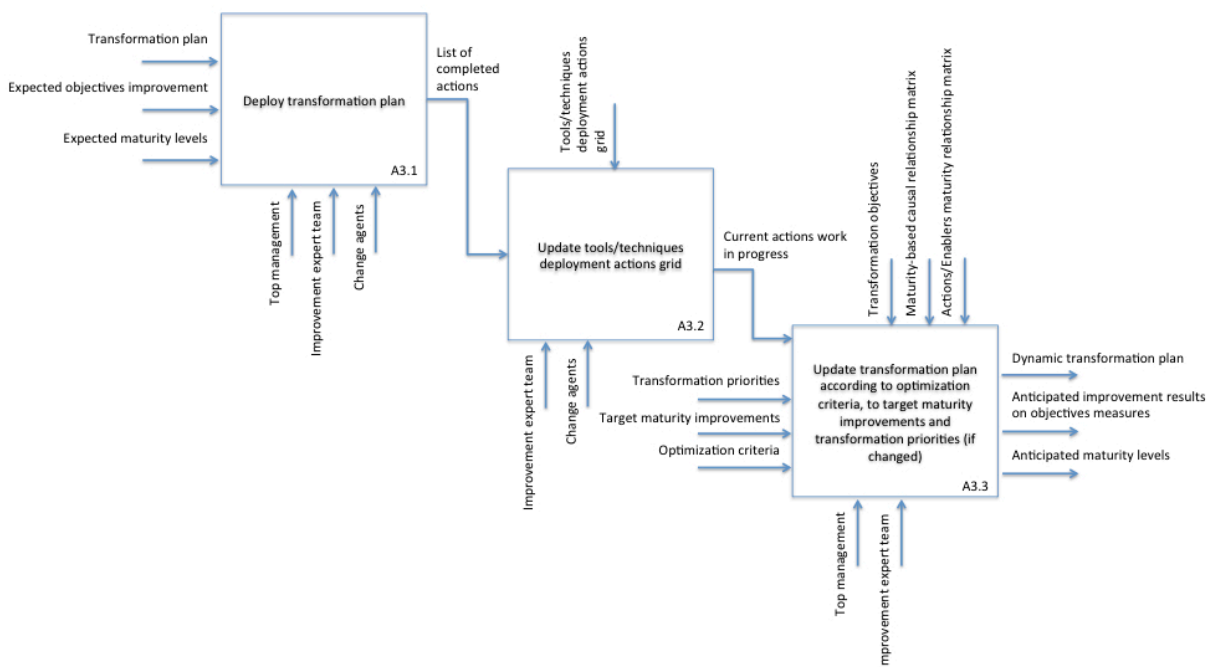 Transformation plan
Expected objectives improvement
Expected maturity levels
Deploy transformation plan
A3.1
Top management
Improvement expert team
Change agents
List of
completed
actions
Tools/techniques
deployment actions
grid
Update tools/techniques
deployment actions grid
A3.2
Improvement expert team
Change agents
Current actions work
in progress
Transformation objectives
Maturity-based causal relationship matrix
Actions/Enablers maturity relationship matrix
Transformation priorities
Target maturity improvements
Optimization criteria
Update transformation plan
according to optimization
criteria, to target maturity
improvements and
transformation priorities (if
changed)
A3.3
Top management
mprovement expert team
Dynamic transformation plan
Anticipated improvement results
on objectives measures
Anticipated maturity levels